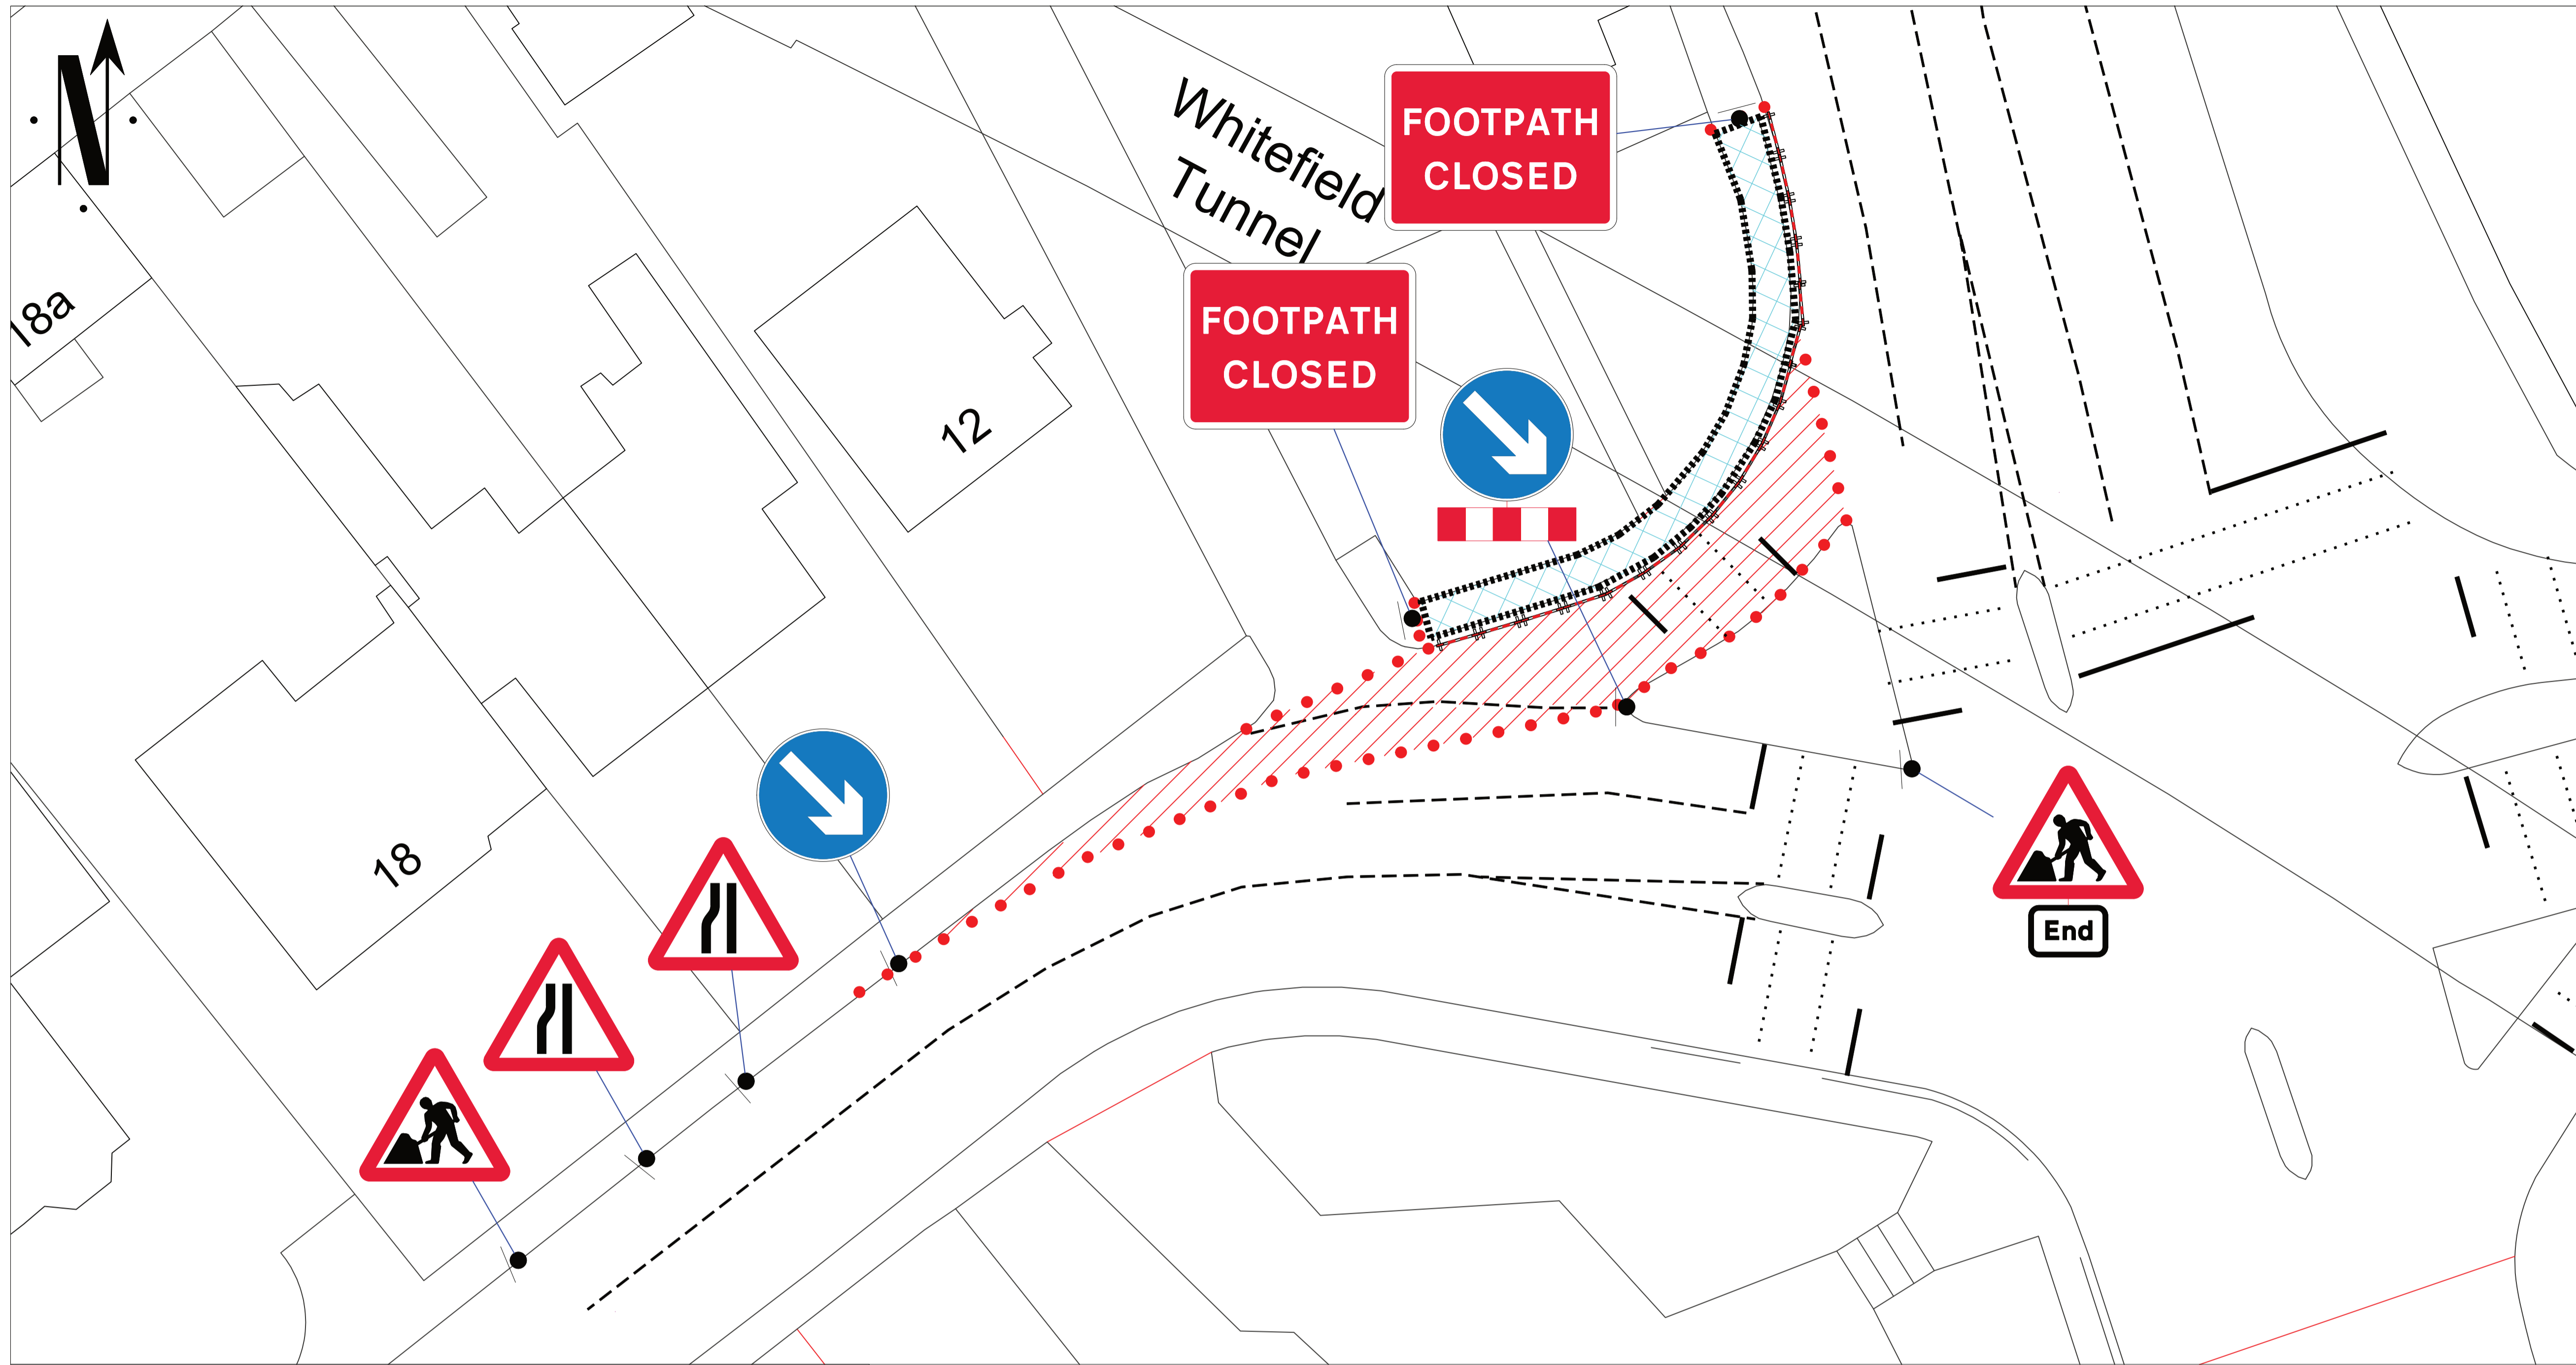 N
Whitefield
Tunnel
FOOTPATH
CLOSED
FOOTPATH
CLOSED
18a
12
18
End